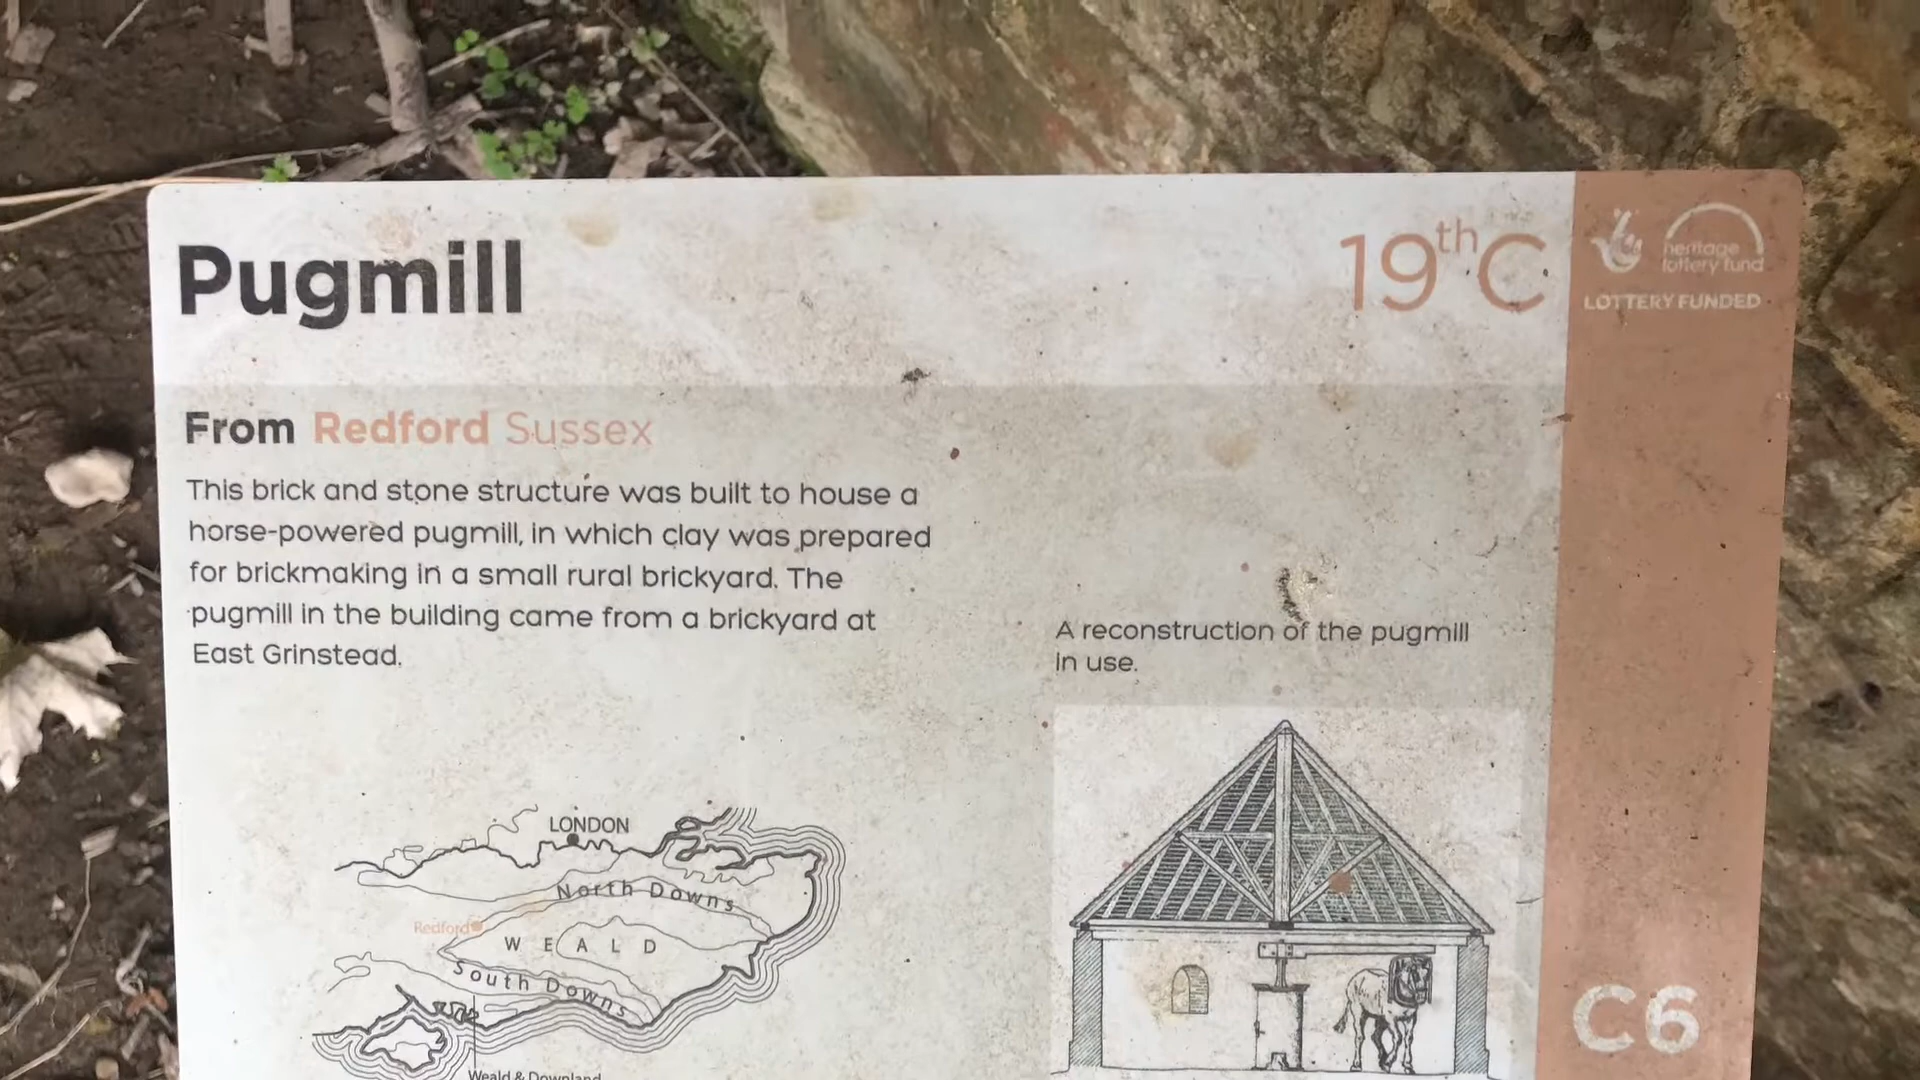 Pugmill
19thC
heritage
lottery fund
LOTTERY FUNDED
From Redford Sussex
This brick and stone structure was built to house a
horse-powered pugmill, in which clay was prepared
for brickmaking in a small rural brickyard. The
pugmill in the building came from a brickyard at
East Grinstead.
A reconstruction of the pugmill
in use.
LONDON
North Downs
Redford
WEALD
South Downs
Weald & Downland
C6